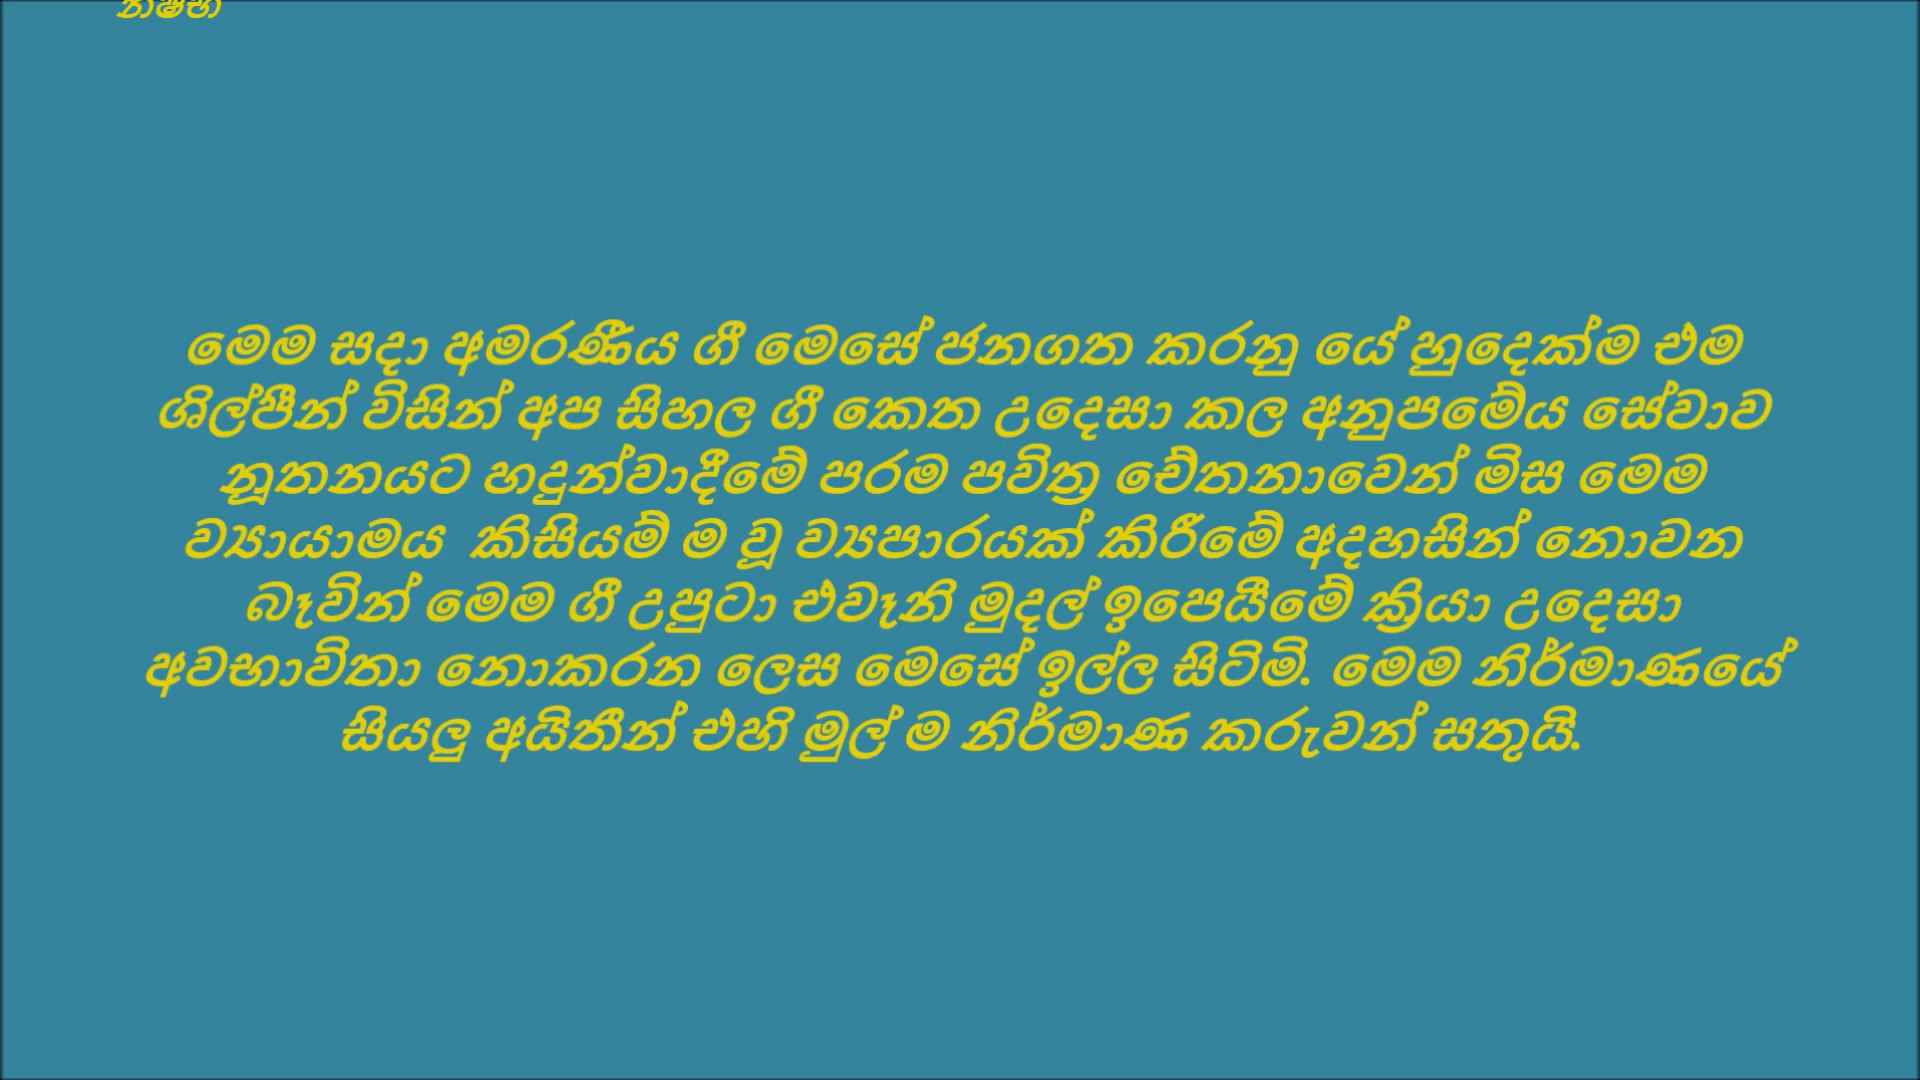 මෙම සදා අමරණීය ගී මෙසේ ජනගත කරනු යේ හුදෙක්ම එම
ශිල්පීන් විසින් අප සිහල ගී කෙත උදෙසා කල අනුපමේය සේවාව
නූතනයට හදුන්වාදීමේ පරම පවිත්‍ර චේතනාවෙන් මිස මෙම
ව්‍යායාමය කිසියම් ම වූ ව්‍යපාරයක් කිරීමේ අදහසින් නොවන
බැවින් මෙම ගී උපුටා එවැනි මුදල් ඉපෙයීමේ ක්‍රියා උදෙසා
අවභාවිතා නොකරන ලෙස මෙසේ ඉල්ල සිටිමි. මෙම නිර්මාණයේ
සියලු අයිතීන් එහි මුල් ම නිර්මාණ කරුවන් සතුයි.